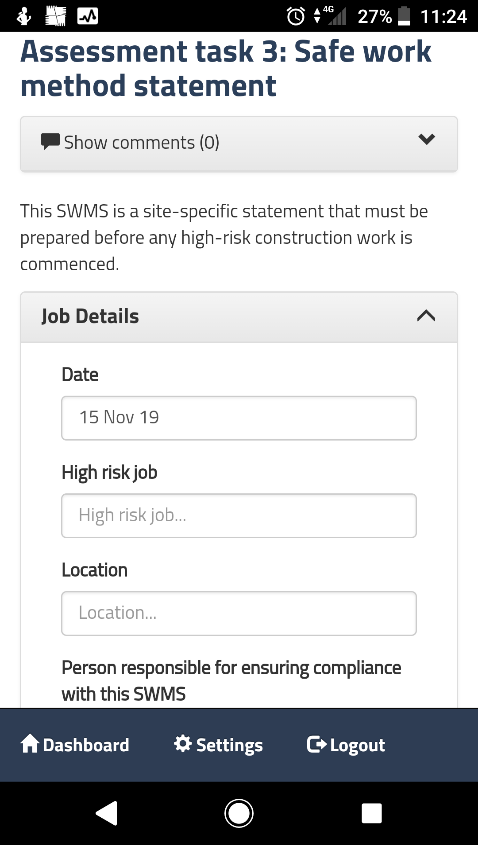 4G 27% 11:24
Assessment task 3: Safe work
method statement
Show comments (0)
This SWMS is a site-specific statement that must be
prepared before any high-risk construction work is
commenced.
Job Details
Date
15 Nov 19
High risk job
High risk job...
Location
Location...
Person responsible for ensuring compliance
with this SWMS
Dashboard Settings Logout